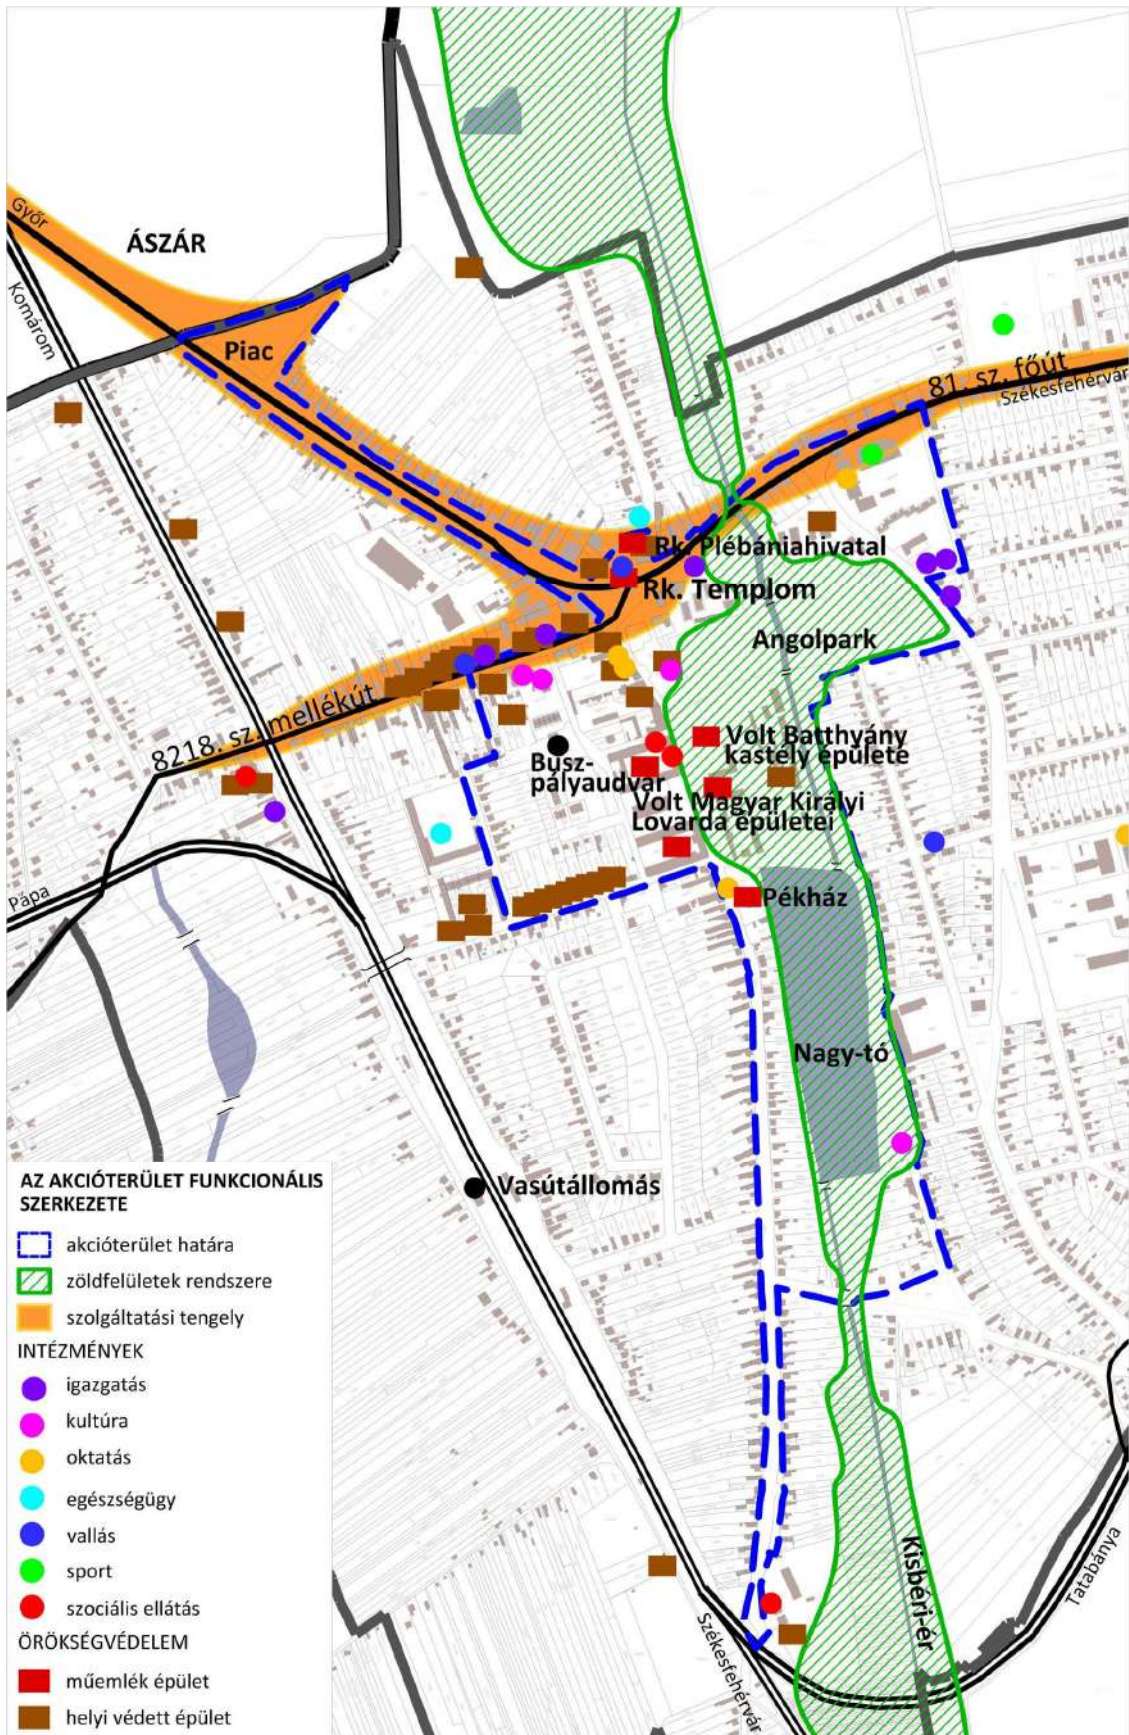 Győr
ÁSZÁR
Komárom
Piac
81. sz. főút
Székesfehérvár
Rk. Plébániahivatal
Rk. Templom
Angolpark
8218. sz. mellékút
Busz-
pályaudvar
Volt Batthyány
kastély épülete
Volt Magyar Királyi
Lovarda épületei
Pápa
Pékház
Nagy-tó
Vasútállomás
Kisbéri-ér
Tatabánya
Székesfehérvár
AZ AKCIÓTERÜLET FUNKCIONÁLIS
SZERKEZETE
akcióterület határa
zöldfelületek rendszere
szolgáltatási tengely
INTÉZMÉNYEK
igazgatás
kultúra
oktatás
egészségügy
vallás
sport
szociális ellátás
ÖRÖKSÉGVÉDELEM
műemlék épület
helyi védett épület